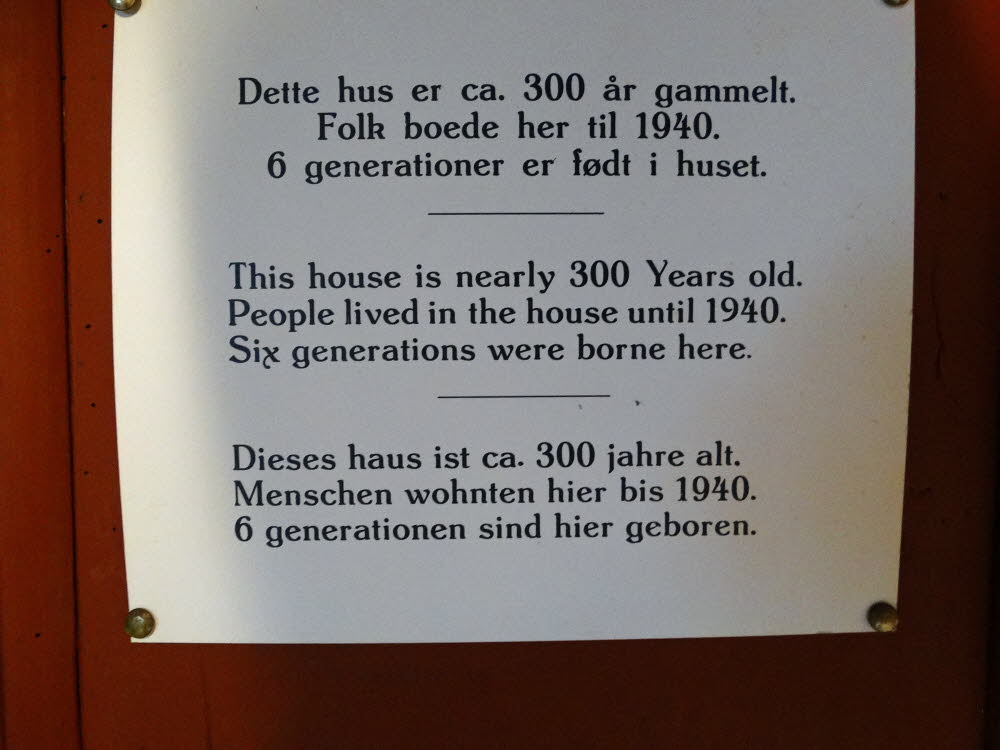 Dette hus er ca. 300 år gammelt.
Folk boede her til 1940.
6 generationer er født i huset.
This house is nearly 300 Years old.
People lived in the house until 1940.
Six generations were borne here.
Dieses haus ist ca. 300 jahre alt.
Menschen wohnten hier bis 1940.
6 generationen sind hier geboren.